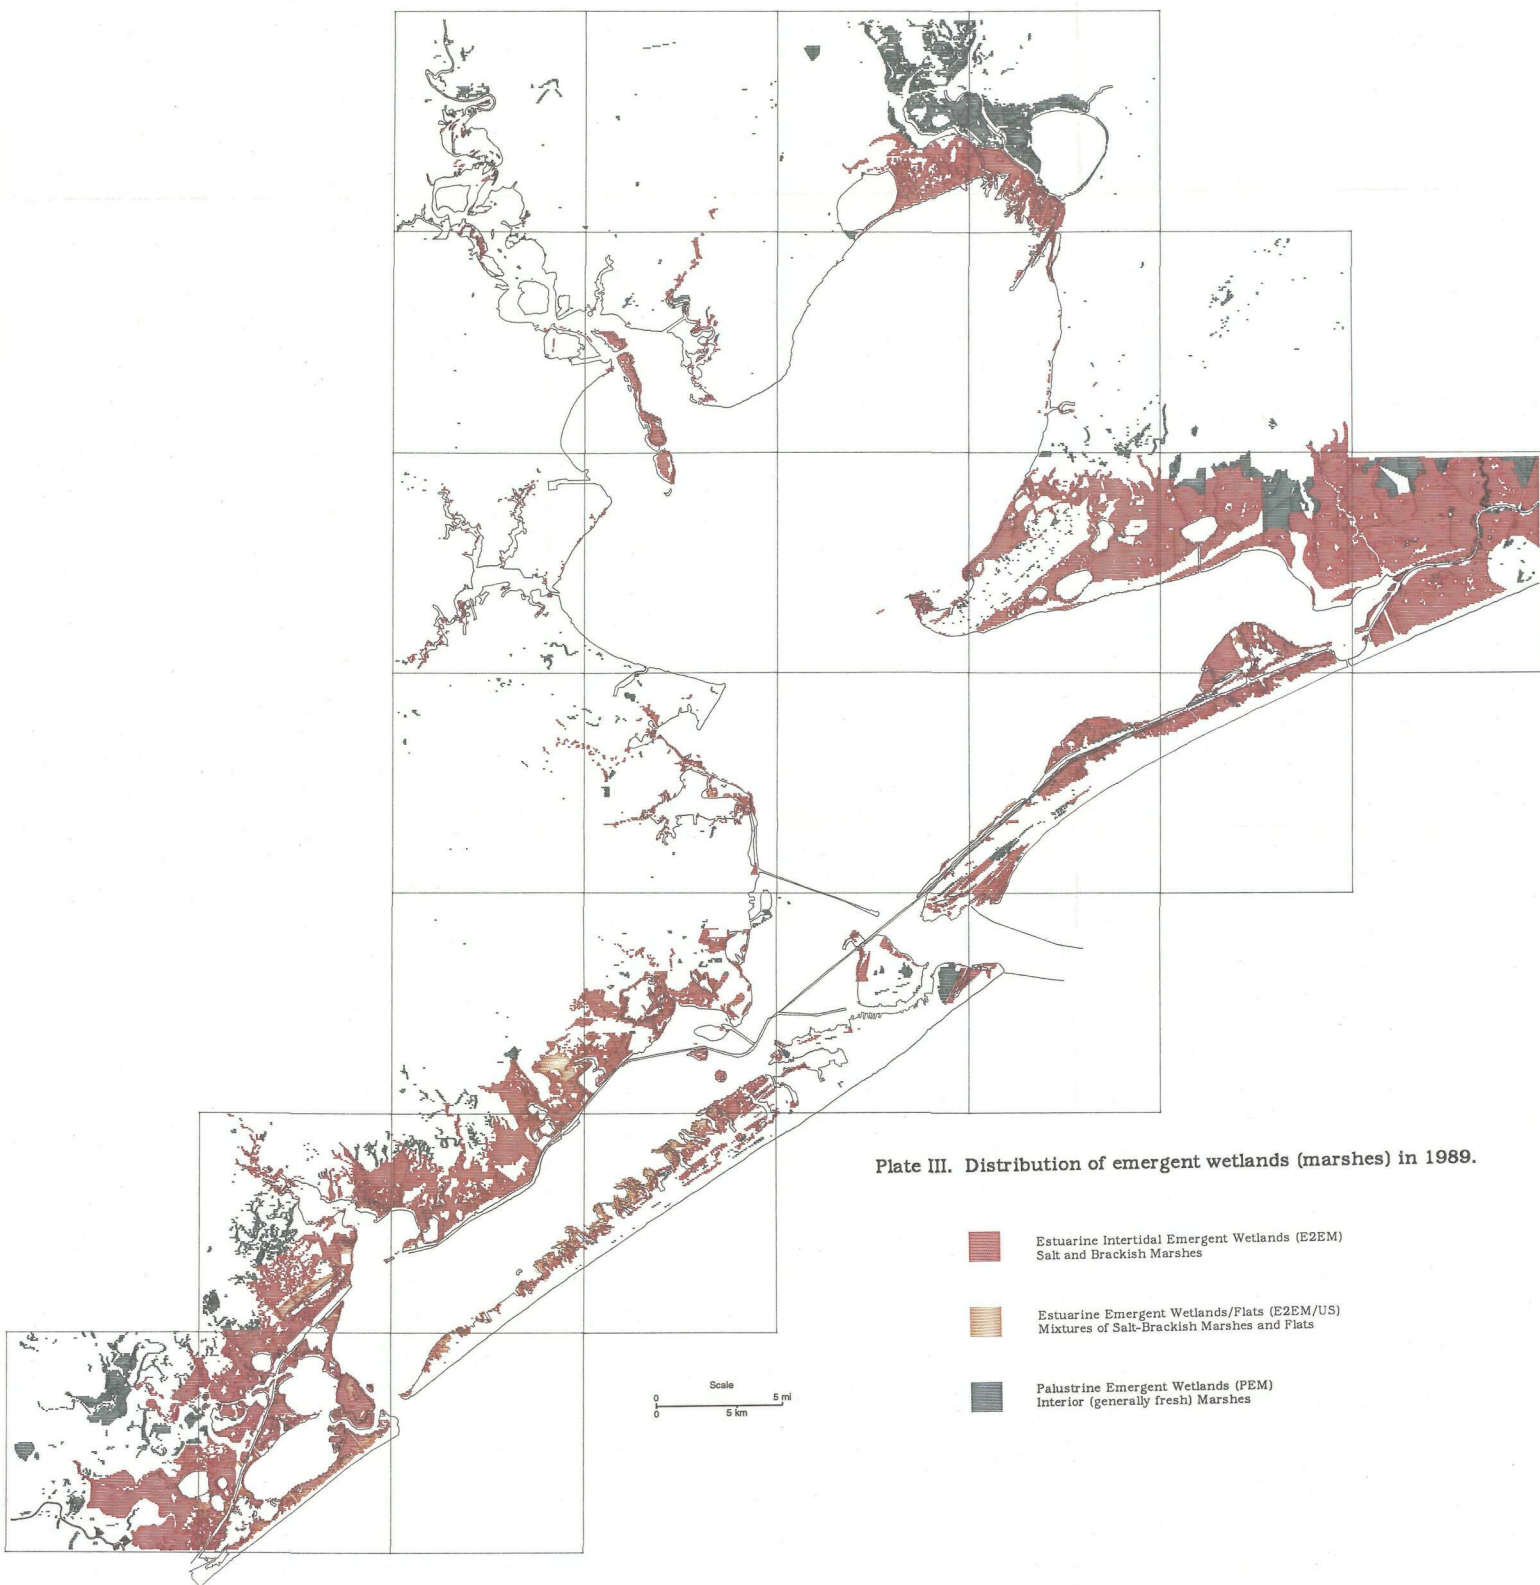 Plate III. Distribution of emergent wetlands (marshes) in 1989.
Estuarine Intertidal Emergent Wetlands (E2EM)
Salt and Brackish Marshes
Estuarine Emergent Wetlands/Flats (E2EM/US)
Mixtures of Salt-Brackish Marshes and Flats
Palustrine Emergent Wetlands (PEM)
Interior (generally fresh) Marshes
Scale
0 5 mi
0 5 km